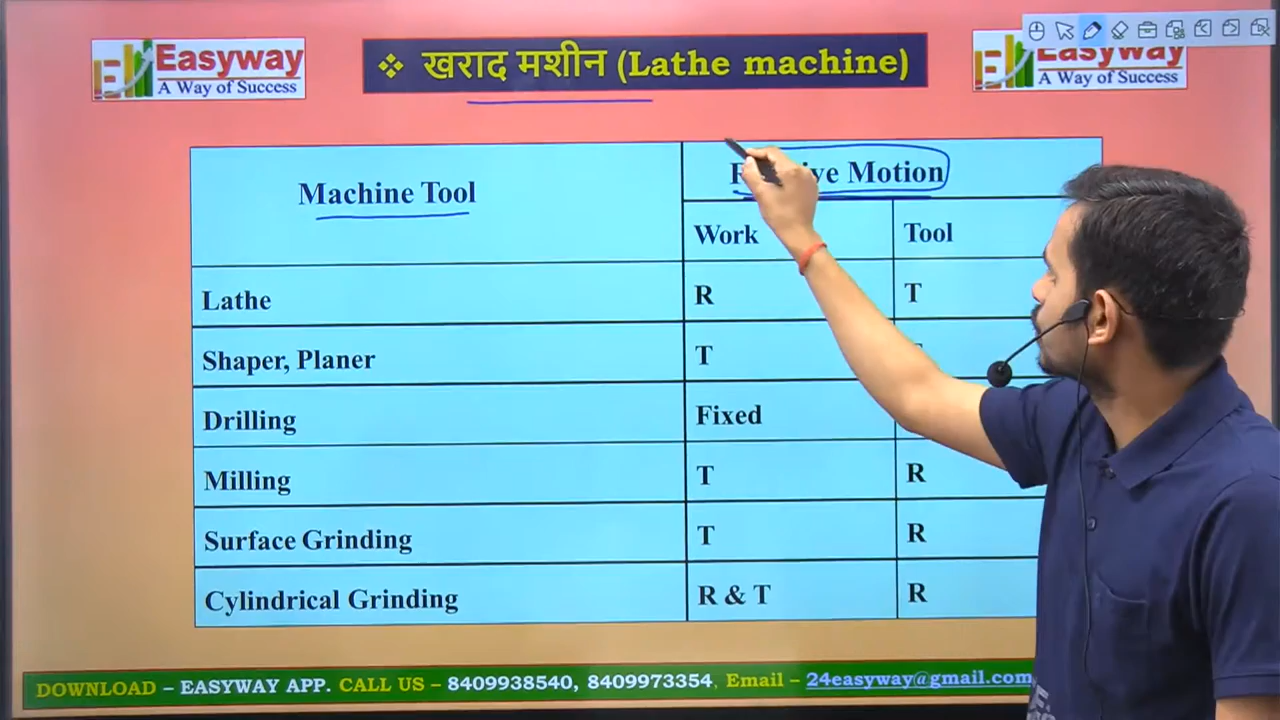 Easyway
A Way of Success
❖ खराद मशीन (Lathe machine)
Easyway
A Way of Success
Machine Tool
Motion
Work
Tool
Lathe
R
T
Shaper, Planer
T
Drilling
Fixed
Milling
T
R
Surface Grinding
T
R
Cylindrical Grinding
R & T
R
DOWNLOAD – EASYWAY APP. CALL US – 8409938540, 8409973354, Email – 24easyway@gmail.com